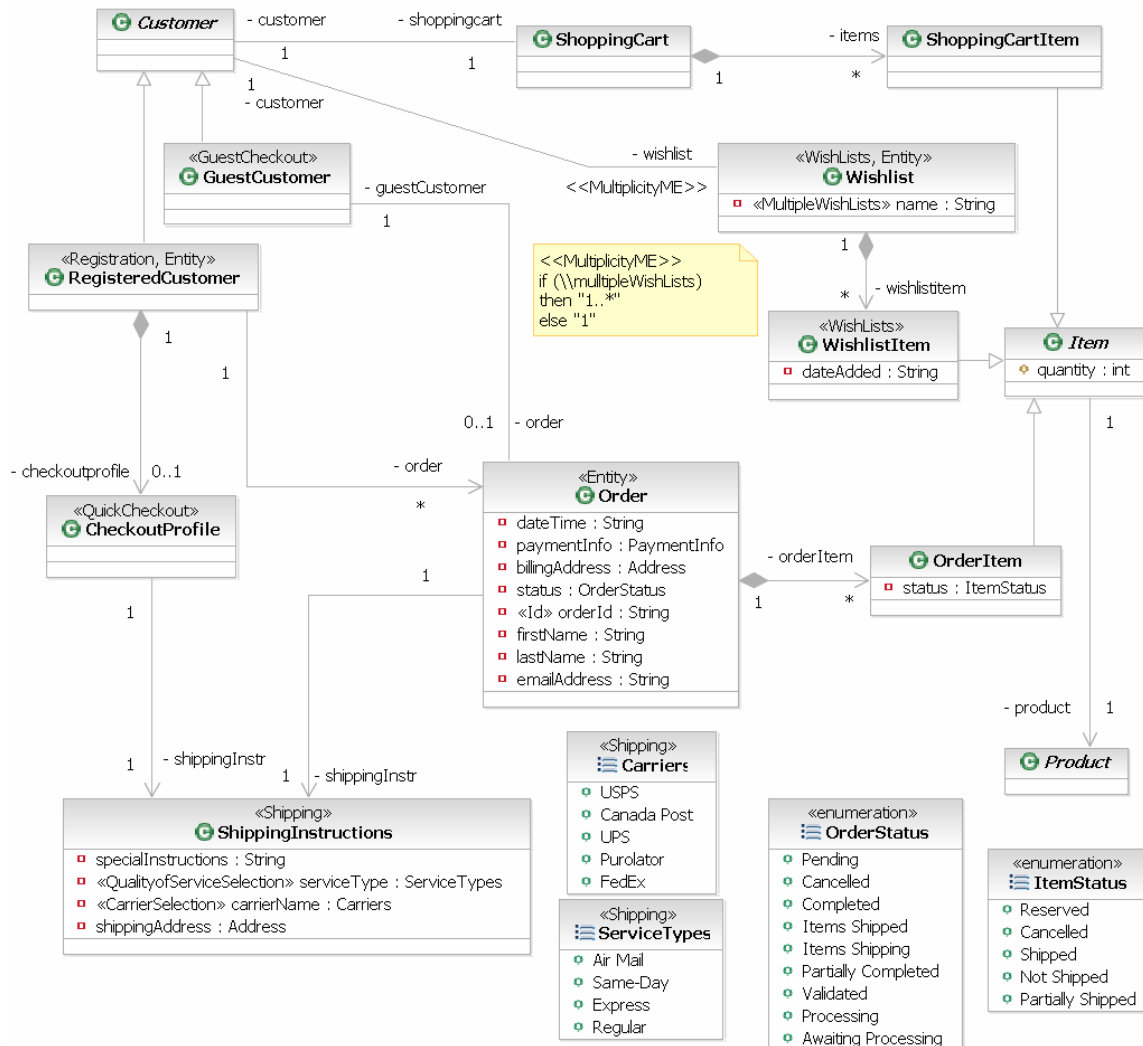 Customer
- customer
1
- shoppingcart
1
ShoppingCart
1
- items
*
ShoppingCartItem
1
- customer
- wishlist
<<MultiplicityME>>
«GuestCheckout»
GuestCustomer
- guestCustomer
1
«WishLists, Entity»
Wishlist
«MultipleWishLists» name : String
1
- wishlistitem
*
«Registration, Entity»
RegisteredCustomer
1
1
<<MultiplicityME>>
if (\\mulltipleWishLists)
then "1..*"
else "1"
«WishLists»
WishlistItem
dateAdded : String
Item
quantity : int
1
0..1
- order
- checkoutprofile
0..1
- order
*
«QuickCheckout»
CheckoutProfile
1
«Entity»
Order
dateTime : String
paymentInfo : PaymentInfo
billingAddress : Address
status : OrderStatus
«Id» orderId : String
firstName : String
lastName : String
emailAddress : String
1
- orderItem
1
*
OrderItem
status : ItemStatus
- product
1
Product
1
- shippingInstr
1
- shippingInstr
«Shipping»
ShippingInstructions
specialInstructions : String
«QualityofServiceSelection» serviceType : ServiceTypes
«CarrierSelection» carrierName : Carriers
shippingAddress : Address
«Shipping»
Carriers
USPS
Canada Post
UPS
Purolator
FedEx
«Shipping»
ServiceTypes
Air Mail
Same-Day
Express
Regular
«enumeration»
OrderStatus
Pending
Cancelled
Completed
Items Shipped
Items Shipping
Partially Completed
Validated
Processing
Awaiting Processing
«enumeration»
ItemStatus
Reserved
Cancelled
Shipped
Not Shipped
Partially Shipped